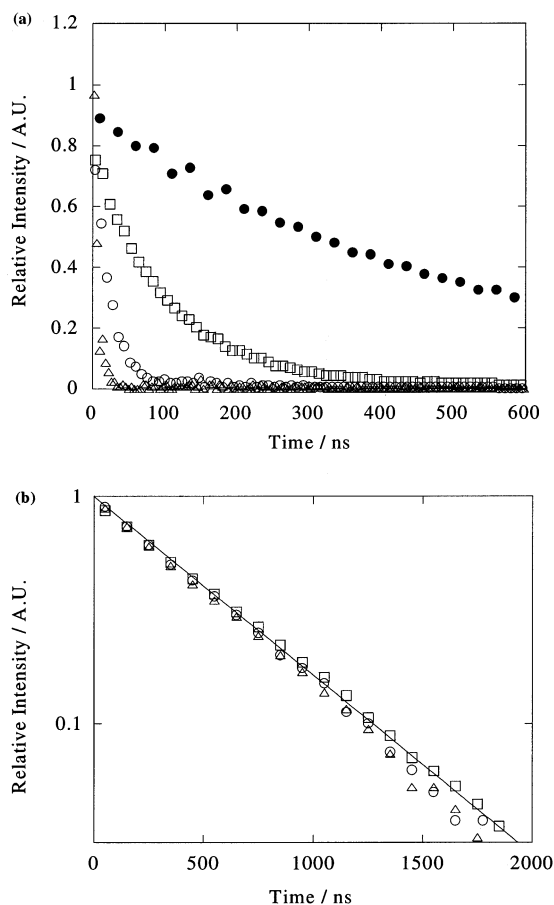 (a)
1.2
1
0.8
0.6
0.4
0.2
0
Relative Intensity / A.U.
0 100 200 300 400 500 600
Time / ns
(b)
1
0.1
Relative Intensity / A.U.
0 500 1000 1500 2000
Time / ns